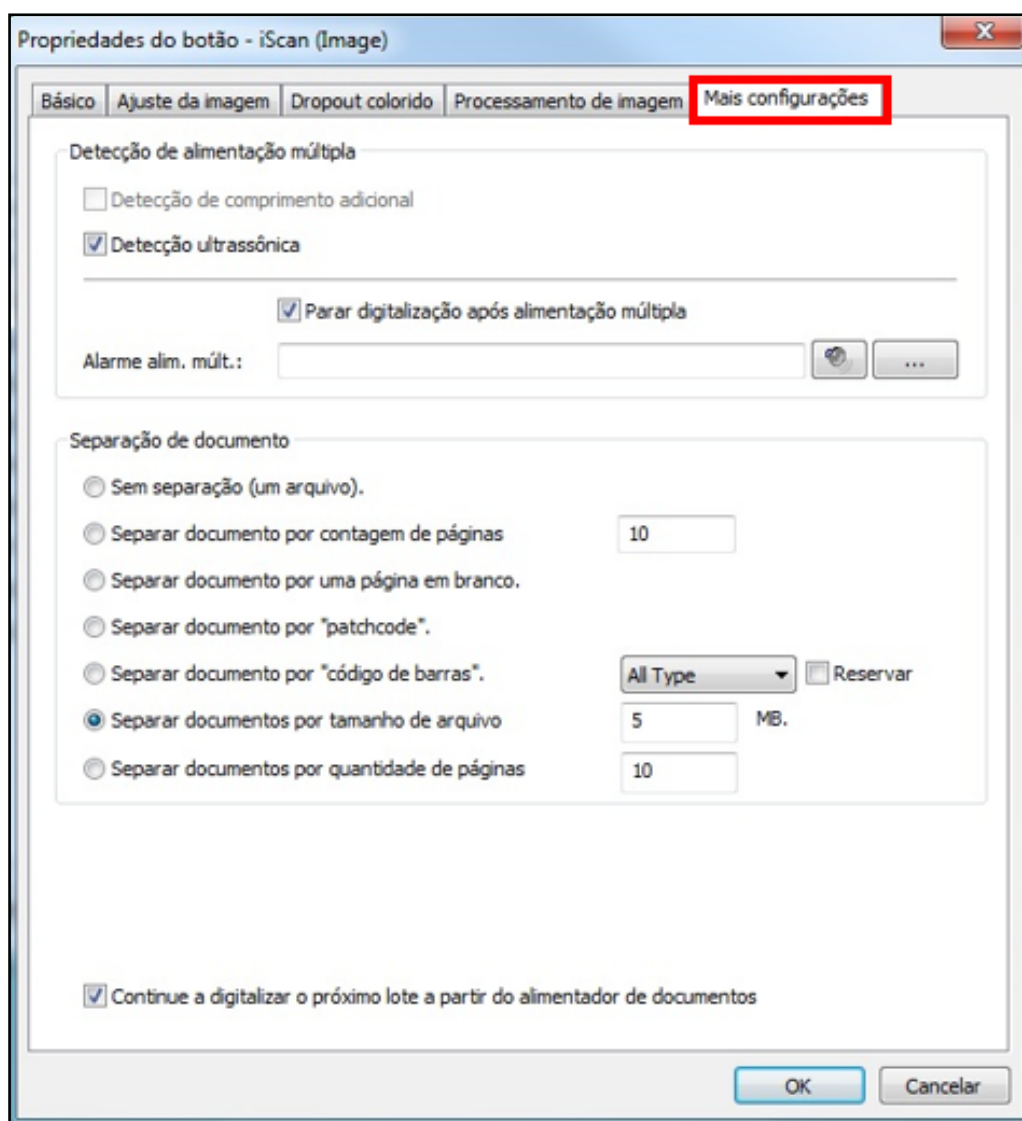 Propriedades do botão - iScan (Image)
Básico Ajuste da imagem Dropout colorido Processamento de imagem Mais configurações
Detecção de alimentação múltipla
Detecção de comprimento adicional
Detecção ultrassônica
Parar digitalização após alimentação múltipla
Alarme alim. múlt.: ...
Separação de documento
Sem separação (um arquivo).
Separar documento por contagem de páginas 10
Separar documento por uma página em branco.
Separar documento por "patchcode".
Separar documento por "código de barras". All Type Reservar
Separar documentos por tamanho de arquivo 5 MB.
Separar documentos por quantidade de páginas 10
Continue a digitalizar o próximo lote a partir do alimentador de documentos
OK Cancelar